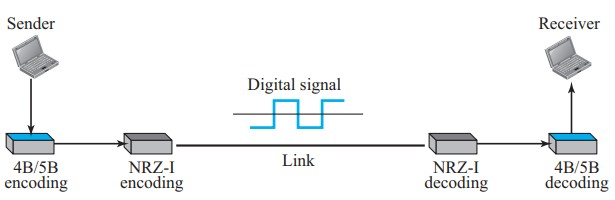 Sender
Receiver
Digital signal
Link
4B/5B
encoding
NRZ-I
encoding
NRZ-I
decoding
4B/5B
decoding